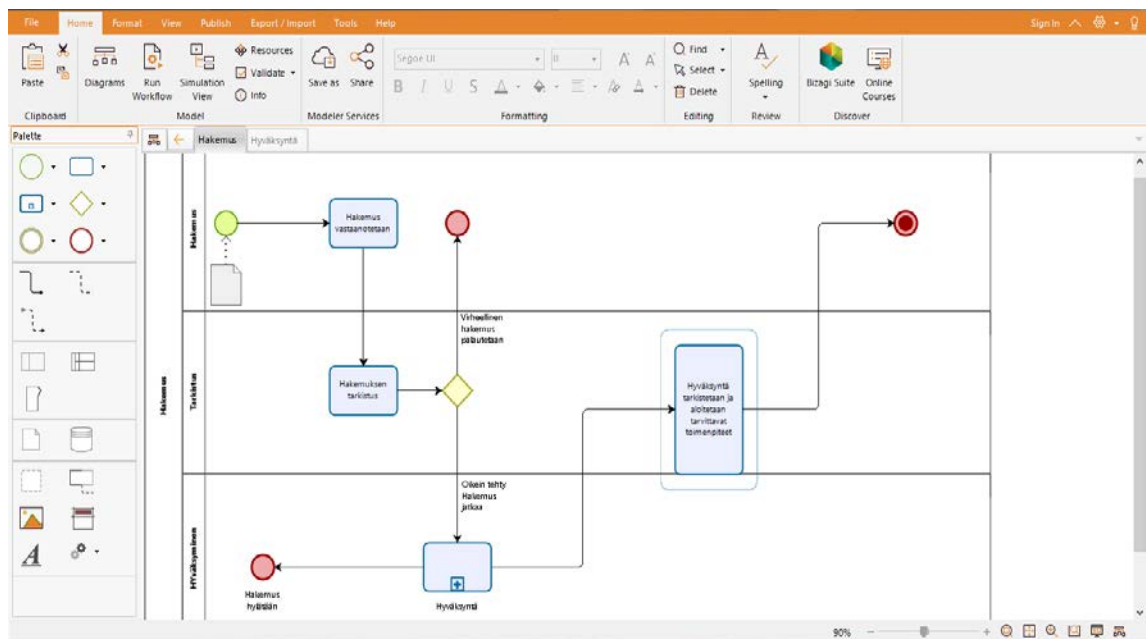 File Home Format View Publish Export / Import Tools Help Sign In
Paste
Clipboard
Diagrams
Run
Workflow
Simulation
View
Resources
Validate
Info
Model
Save as
Share
Modeler Services
Segoe UI
8
A A
B I U S A A
Formatting
Find
Select
Delete
Editing
Spelling
Review
Bizagi Suite
Online
Courses
Discover
Palette
Hakemus Hyväksyntä
Hakemus
Hakemus
Hakemus
vastaanotetaan
Virheellinen
hakemus
palautetaan
Tarkistus
Hakemuksen
tarkistus
Hyväksyntä
tarkistetaan ja
aloitetaan
tarvittavat
toimenpiteet
Oikein tehty
Hakemus
jatkaa
HYväksyminen
Hakemus
hylätään
Hyväksyntä
A
90%